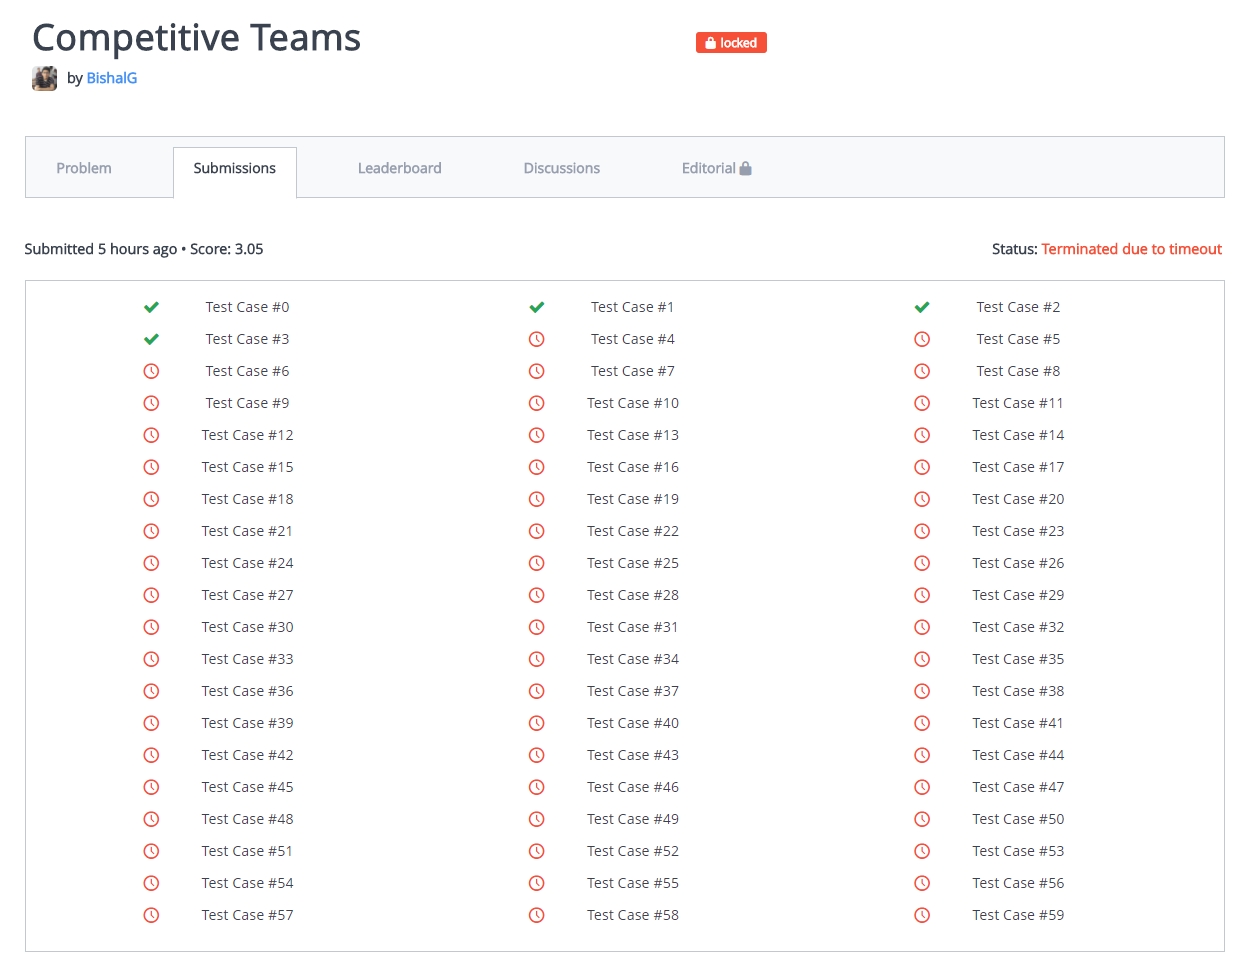 Competitive Teams
locked
by BishalG
Problem Submissions Leaderboard Discussions Editorial
Submitted 5 hours ago • Score: 3.05 Status: Terminated due to timeout
Test Case #0 Test Case #1 Test Case #2
Test Case #3 Test Case #4 Test Case #5
Test Case #6 Test Case #7 Test Case #8
Test Case #9 Test Case #10 Test Case #11
Test Case #12 Test Case #13 Test Case #14
Test Case #15 Test Case #16 Test Case #17
Test Case #18 Test Case #19 Test Case #20
Test Case #21 Test Case #22 Test Case #23
Test Case #24 Test Case #25 Test Case #26
Test Case #27 Test Case #28 Test Case #29
Test Case #30 Test Case #31 Test Case #32
Test Case #33 Test Case #34 Test Case #35
Test Case #36 Test Case #37 Test Case #38
Test Case #39 Test Case #40 Test Case #41
Test Case #42 Test Case #43 Test Case #44
Test Case #45 Test Case #46 Test Case #47
Test Case #48 Test Case #49 Test Case #50
Test Case #51 Test Case #52 Test Case #53
Test Case #54 Test Case #55 Test Case #56
Test Case #57 Test Case #58 Test Case #59